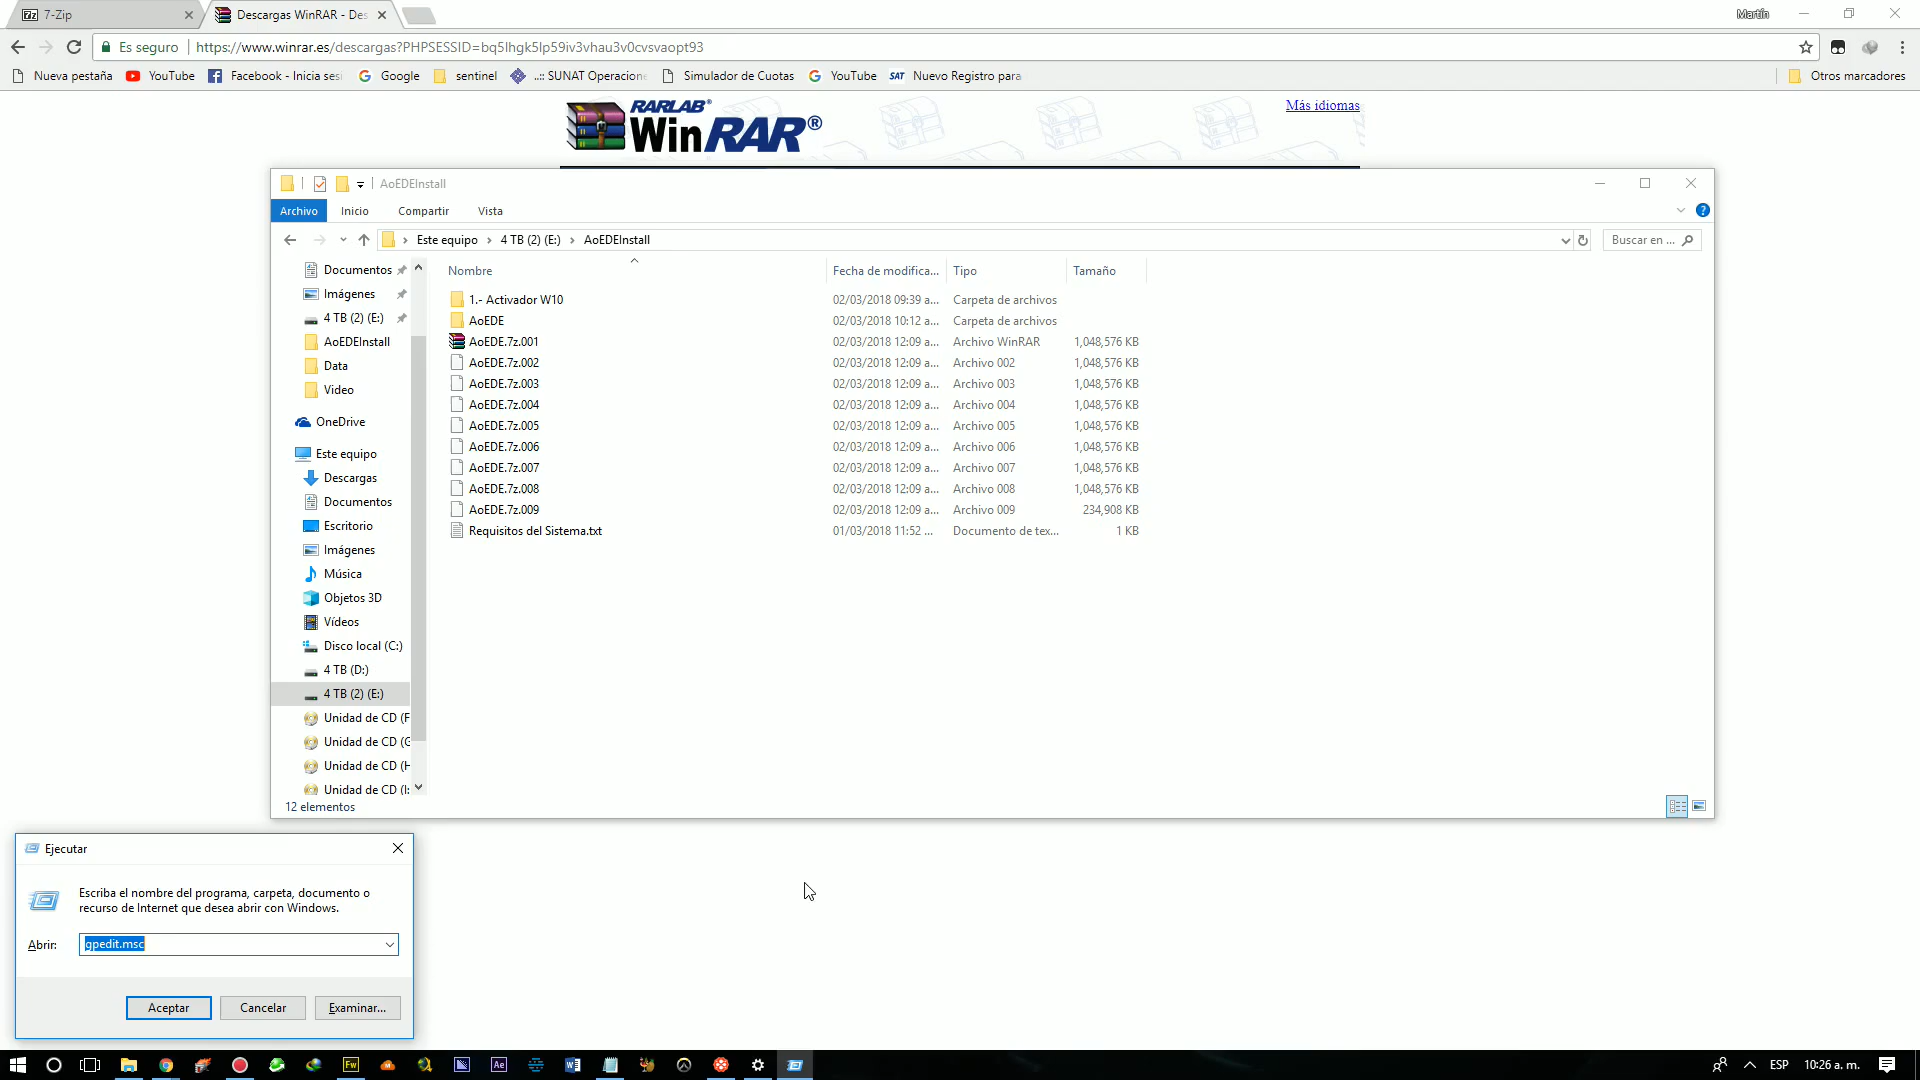 7-Zip
Descargas WinRAR - Des
Martín
Es seguro
https://www.winrar.es/descargas?PHPSESSID=bq5lhgk5lp59iv3vhau3v0cvsvaopt93
Nueva pestaña
YouTube
Facebook - Inicia ses
Google
sentinel
..:: SUNAT Operacione
Simulador de Cuotas
YouTube
SAT
Nuevo Registro para
Otros marcadores
RARLAB®
WinRAR®
Más idiomas
AoEDEInstall
Archivo
Inicio
Compartir
Vista
Este equipo
4 TB (2) (E:)
AoEDEInstall
Buscar en ...
Documentos
Imágenes
4 TB (2) (E:)
AoEDEInstall
Data
Video
OneDrive
Este equipo
Descargas
Documentos
Escritorio
Imágenes
Música
Objetos 3D
Vídeos
Disco local (C:)
4 TB (D:)
4 TB (2) (E:)
Unidad de CD (F
Unidad de CD (G
Unidad de CD (H
Unidad de CD (I:
Nombre Fecha de modifica... Tipo Tamaño
1.- Activador W10 02/03/2018 09:39 a... Carpeta de archivos
AoEDE 02/03/2018 10:12 a... Carpeta de archivos
AoEDE.7z.001 02/03/2018 12:09 a... Archivo WinRAR 1,048,576 KB
AoEDE.7z.002 02/03/2018 12:09 a... Archivo 002 1,048,576 KB
AoEDE.7z.003 02/03/2018 12:09 a... Archivo 003 1,048,576 KB
AoEDE.7z.004 02/03/2018 12:09 a... Archivo 004 1,048,576 KB
AoEDE.7z.005 02/03/2018 12:09 a... Archivo 005 1,048,576 KB
AoEDE.7z.006 02/03/2018 12:09 a... Archivo 006 1,048,576 KB
AoEDE.7z.007 02/03/2018 12:09 a... Archivo 007 1,048,576 KB
AoEDE.7z.008 02/03/2018 12:09 a... Archivo 008 1,048,576 KB
AoEDE.7z.009 02/03/2018 12:09 a... Archivo 009 234,908 KB
Requisitos del Sistema.txt 01/03/2018 11:52 ... Documento de tex... 1 KB
12 elementos
Ejecutar
Escriba el nombre del programa, carpeta, documento o
recurso de Internet que desea abrir con Windows.
Abrir:
gpedit.msc
Aceptar
Cancelar
Examinar...
Fw
Ae
ESP
10:26 a. m.